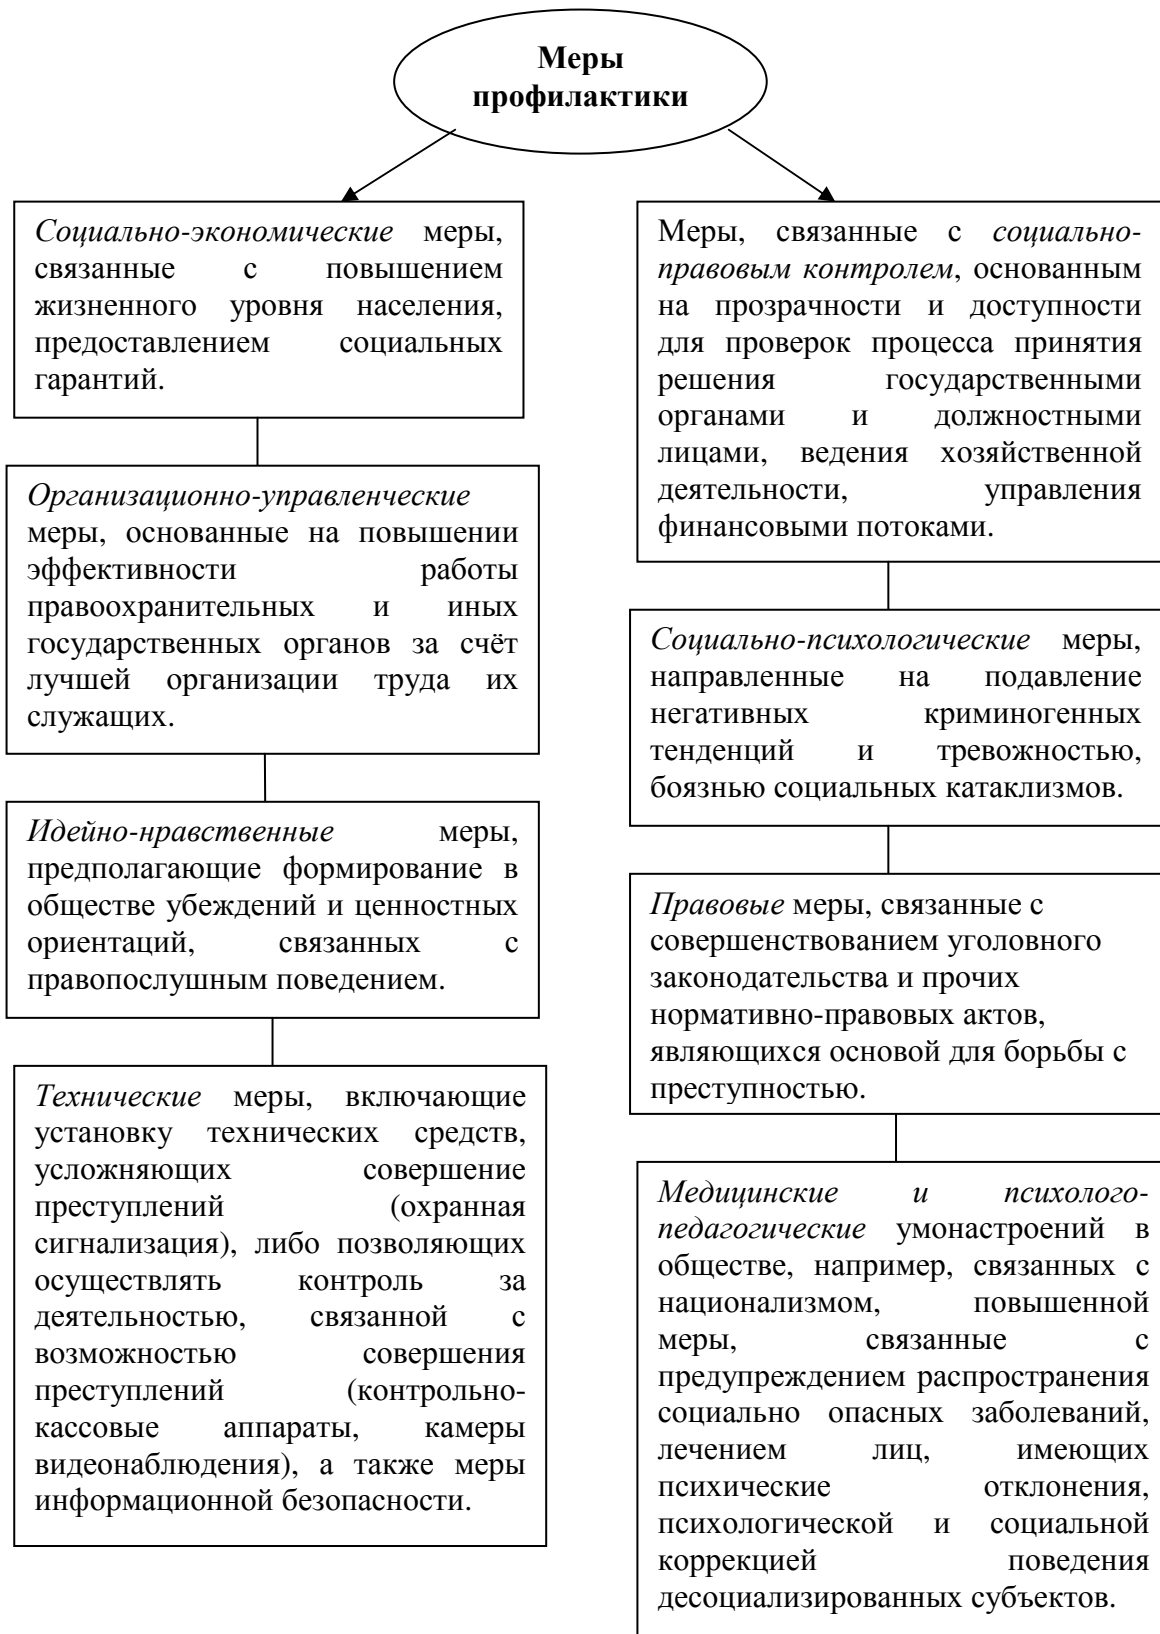 Меры
профилактики
Социально-экономические меры,
связанные с повышением
жизненного уровня населения,
предоставлением социальных
гарантий.
Организационно-управленческие
меры, основанные на повышении
эффективности работы
правоохранительных и иных
государственных органов за счёт
лучшей организации труда их
служащих.
Идейно-нравственные меры,
предполагающие формирование в
обществе убеждений и ценностных
ориентаций, связанных с
правопослушным поведением.
Технические меры, включающие
установку технических средств,
усложняющих совершение
преступлений (охранная
сигнализация), либо позволяющих
осуществлять контроль за
деятельностью, связанной с
возможностью совершения
преступлений (контрольно-
кассовые аппараты, камеры
видеонаблюдения), а также меры
информационной безопасности.
Меры, связанные с социально-
правовым контролем, основанным
на прозрачности и доступности
для проверок процесса принятия
решения государственными
органами и должностными
лицами, ведения хозяйственной
деятельности, управления
финансовыми потоками.
Социально-психологические меры,
направленные на подавление
негативных криминогенных
тенденций и тревожностью,
боязнью социальных катаклизмов.
Правовые меры, связанные с
совершенствованием уголовного
законодательства и прочих
нормативно-правовых актов,
являющихся основой для борьбы с
преступностью.
Медицинские и психолого-
педагогические умонастроений в
обществе, например, связанных с
национализмом, повышенной
меры, связанные с
предупреждением распространения
социально опасных заболеваний,
лечением лиц, имеющих
психические отклонения,
психологической и социальной
коррекцией поведения
десоциализированных субъектов.